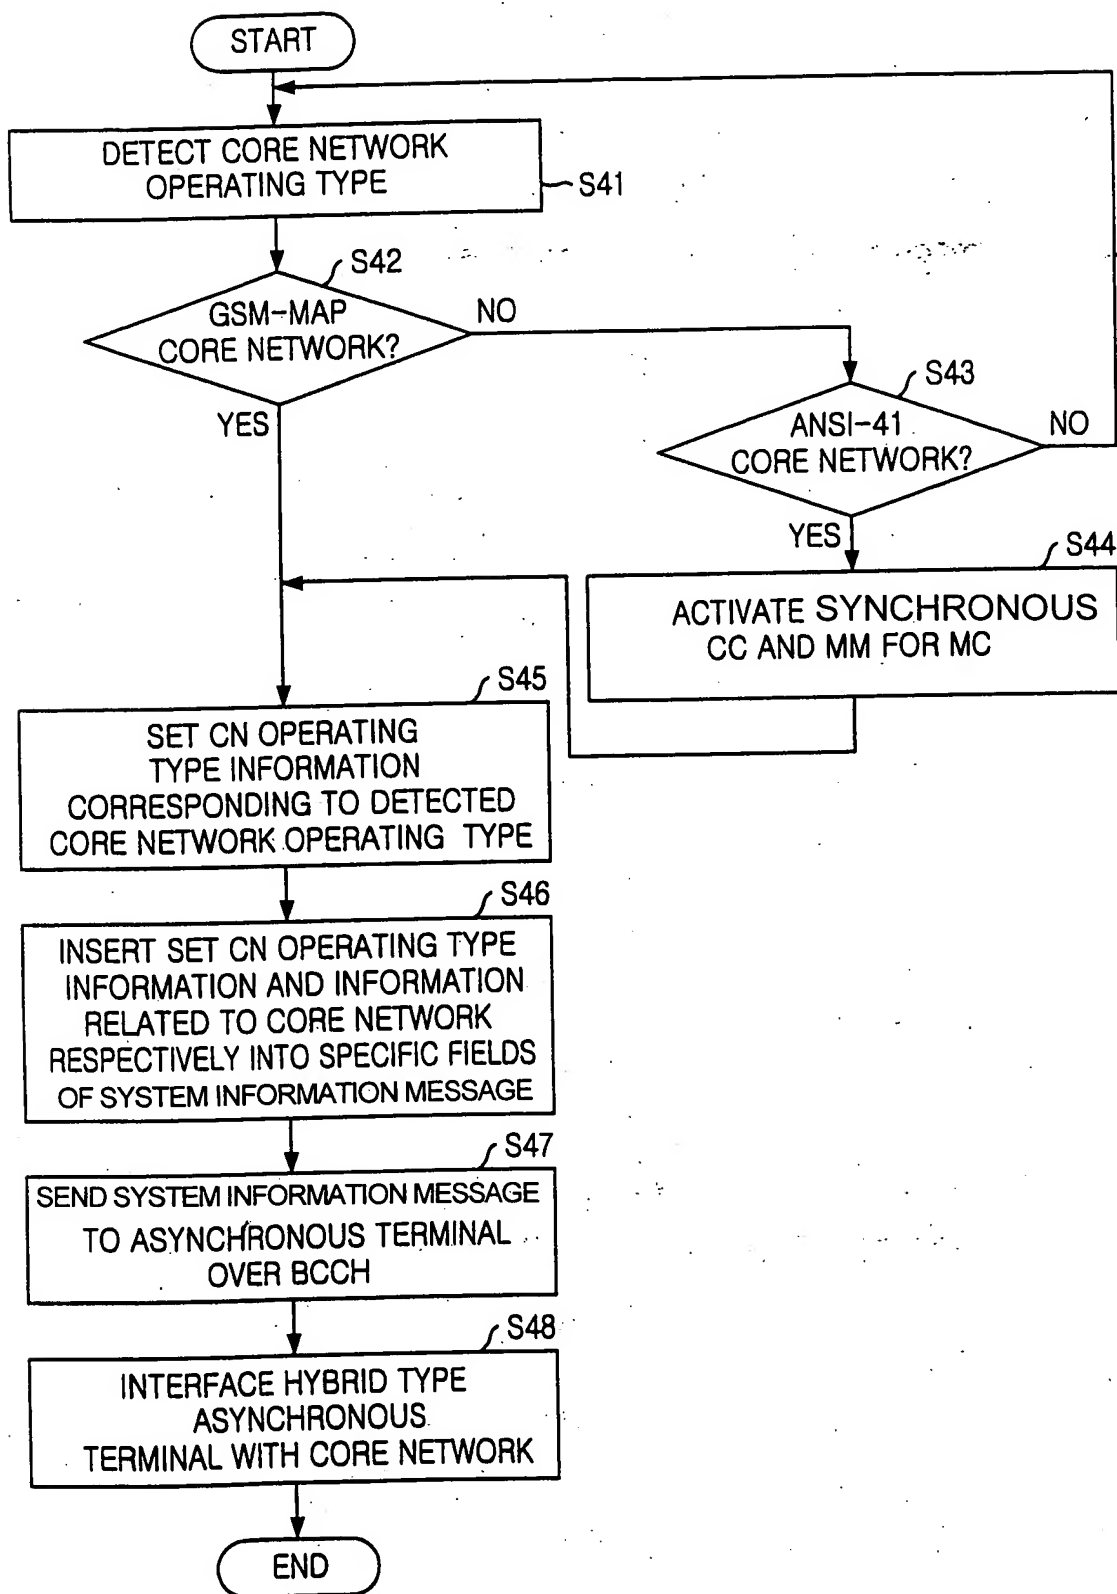 START
DETECT CORE NETWORK
OPERATING TYPE
S41
S42
GSM-MAP
CORE NETWORK?
NO
YES
S43
ANSI-41
CORE NETWORK?
NO
YES
S44
ACTIVATE SYNCHRONOUS
CC AND MM FOR MC
S45
SET CN OPERATING
TYPE INFORMATION
CORRESPONDING TO DETECTED
CORE NETWORK OPERATING TYPE
S46
INSERT SET CN OPERATING TYPE
INFORMATION AND INFORMATION
RELATED TO CORE NETWORK
RESPECTIVELY INTO SPECIFIC FIELDS
OF SYSTEM INFORMATION MESSAGE
S47
SEND SYSTEM INFORMATION MESSAGE
TO ASYNCHRONOUS TERMINAL
OVER BCCH
S48
INTERFACE HYBRID TYPE
ASYNCHRONOUS
TERMINAL WITH CORE NETWORK
END